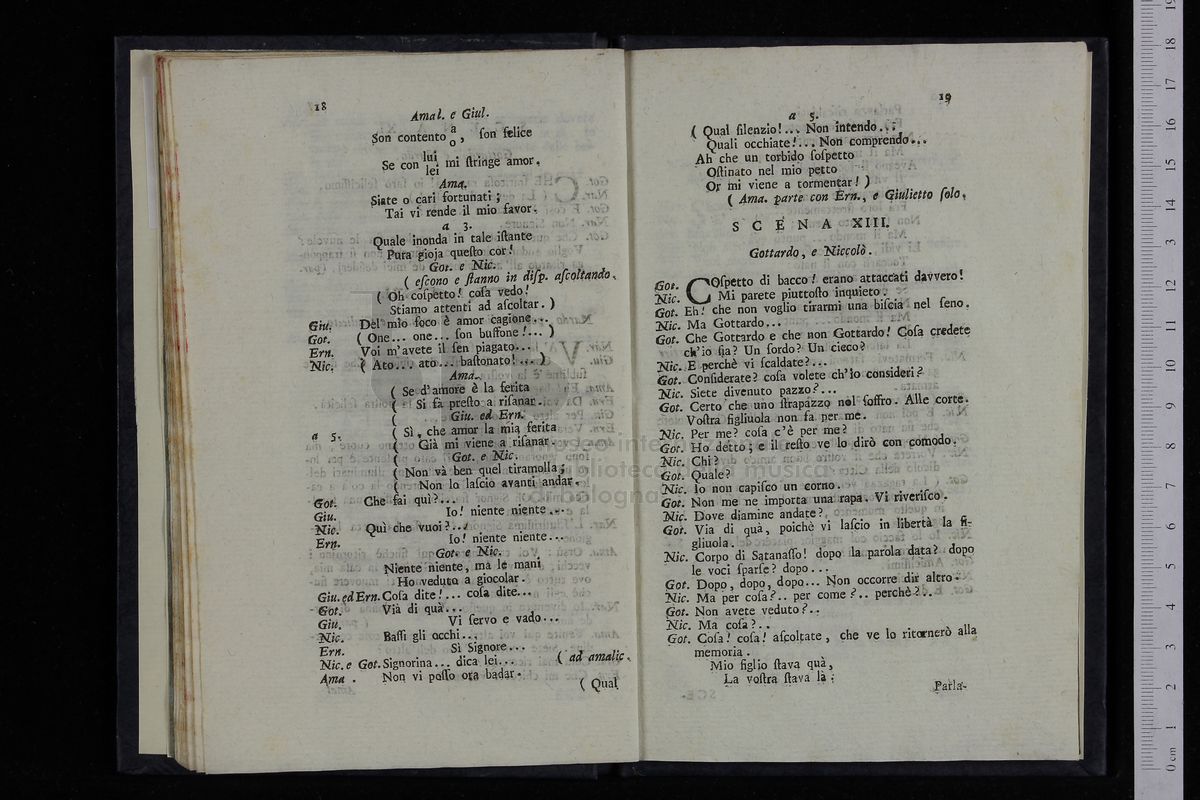 18
Amal. e Giul.
Son contento a/o, ſon felice
Se con lui/lei mi ſtringe amor.
Ama.
Siate o cari fortunati;
Tai vi rende il mio favor.
a 3.
Quale inonda in tale iſtante
Pura gioja queſto cor!
Got. e Nic.
( eſcono e ſtanno in diſp. aſcoltando.
( Oh coſpetto! coſa vedo!
Stiamo attenti ad aſcoltar. )
Giu. Del mio foco è amor cagione...
Got. ( One... one... ſon buffone!... )
Ern. Voi m'avete il ſen piagato...
Nic. ( Ato... ato... baſtonato!... )
Ama.
( Se d'amore è la ferita
( Si fà preſto a riſanar.
( Giu. ed Ern.
a 5. ( Sì, che amor la mia ferita
( Già mi viene a riſanar.
( Got. e Nic.
( Non và ben quel tiramolla;
( Non lo laſcio avanti andar.
Got. Che fai quì?...
Giu. Io! niente niente...
Nic. Quì che vuoi?...
Ern. Io! niente niente...
Got. e Nic.
Niente niente, ma le mani
Ho veduto a giocolar.
Giu. ed Ern. Coſa dite!... coſa dite...
Got. Via di quà...
Giu. Vi ſervo e vado...
Nic. Baſſi gli occhi...
Ern. Sì Signore...
Nic. e Got. Signorina... dica lei... ( ad amalic.
Ama. Non vi poſſo ora badar.
( Qual
19
a 5.
( Qual ſilenzio!... Non intendo...
Quali occhiate!... Non comprendo...
Ah che un torbido ſoſpetto
Oſtinato nel mio petto
Or mi viene a tormentar! )
( Ama. parte con Ern., e Giulietto ſolo.
SCENA XIII.
Gottardo, e Niccolò.
Got. COſpetto di bacco! erano attaccati davvero!
Nic. Mi parete piuttoſto inquieto.
Got. Eh! che non voglio tirarmi una biſcia nel ſeno.
Nic. Ma Gottardo...
Got. Che Gottardo e che non Gottardo! Coſa credete
ch'io ſia? Un ſordo? Un cieco?
Nic. E perchè vi ſcaldate?...
Got. Conſiderate? coſa volete ch'io conſideri?
Nic. Siete divenuto pazzo?...
Got. Certo che uno ſtrapazzo nol ſoffro. Alle corte.
Voſtra figliuola non fa per me.
Nic. Per me? coſa c'è per me?
Got. Ho detto; e il reſto ve lo dirò con comodo.
Nic. Chi?
Got. Quale?
Nic. Io non capiſco un corno.
Got. Non me ne importa una rapa. Vi riveriſco.
Nic. Dove diamine andate?
Got. Via di quà, poichè vi laſcio in libertà la fi-
gliuola.
Nic. Corpo di Satanaſſo! dopo la parola data? dopo
le voci ſparſe? dopo...
Got. Dopo, dopo, dopo... Non occorre dir altro.
Nic. Ma per coſa?.. per come?.. perchè?..
Got. Non avete veduto?..
Nic. Ma coſa?..
Got. Coſa! coſa! aſcoltate, che ve lo ritornerò alla
memoria.
Mio figlio ſtava quà,
La voſtra ſtava là:
Parla-